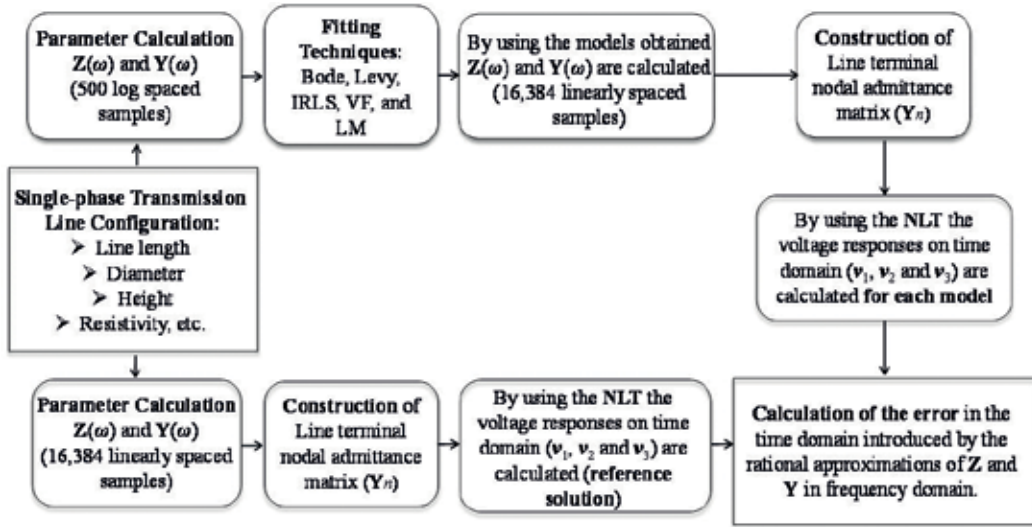 Parameter Calculation
Z(ω) and Y(ω)
(500 log spaced
samples)
Fitting
Techniques:
Bode, Levy,
IRLS, VF, and
LM
By using the models obtained
Z(ω) and Y(ω) are calculated
(16,384 linearly spaced
samples)
Construction of
Line terminal
nodal admittance
matrix (Yn)
Single-phase Transmission
Line Configuration:
➢ Line length
➢ Diameter
➢ Height
➢ Resistivity, etc.
By using the NLT the
voltage responses on time
domain (v₁, v₂ and v₃) are
calculated for each model
Parameter Calculation
Z(ω) and Y(ω)
(16,384 linearly spaced
samples)
Construction of
Line terminal
nodal admittance
matrix (Yn)
By using the NLT the
voltage responses on time
domain (v₁, v₂ and v₃) are
calculated (reference
solution)
Calculation of the error in the
time domain introduced by the
rational approximations of Z and
Y in frequency domain.